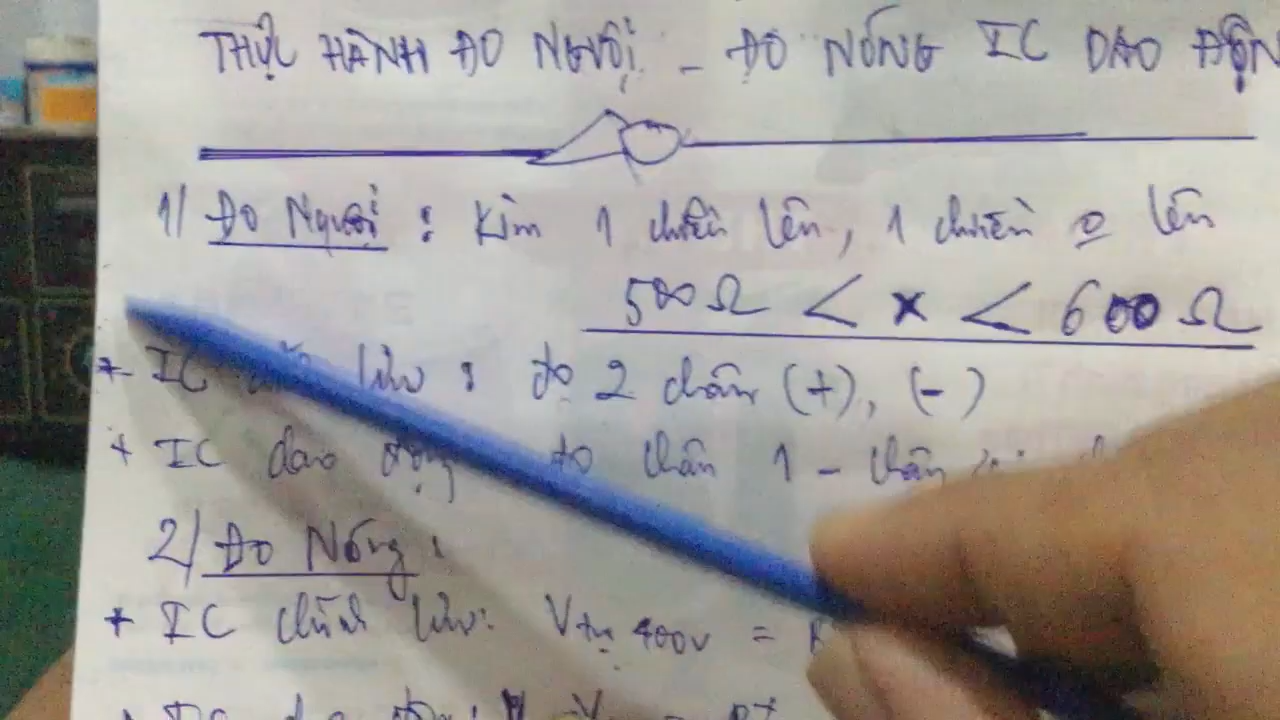 THỰC HÀNH ĐO NGUỘI - ĐO NÓNG IC DAO ĐỘN
1/ Đo Nguội : Kim 1 chiều lên, 1 chiều o lên
500Ω < x < 600Ω
+ IC lưu : đo 2 chân (+), (-)
+ IC dao động đo chân 1 - chân
2/ Đo Nóng :
+ IC chỉnh lưu: Vtụ 400V =